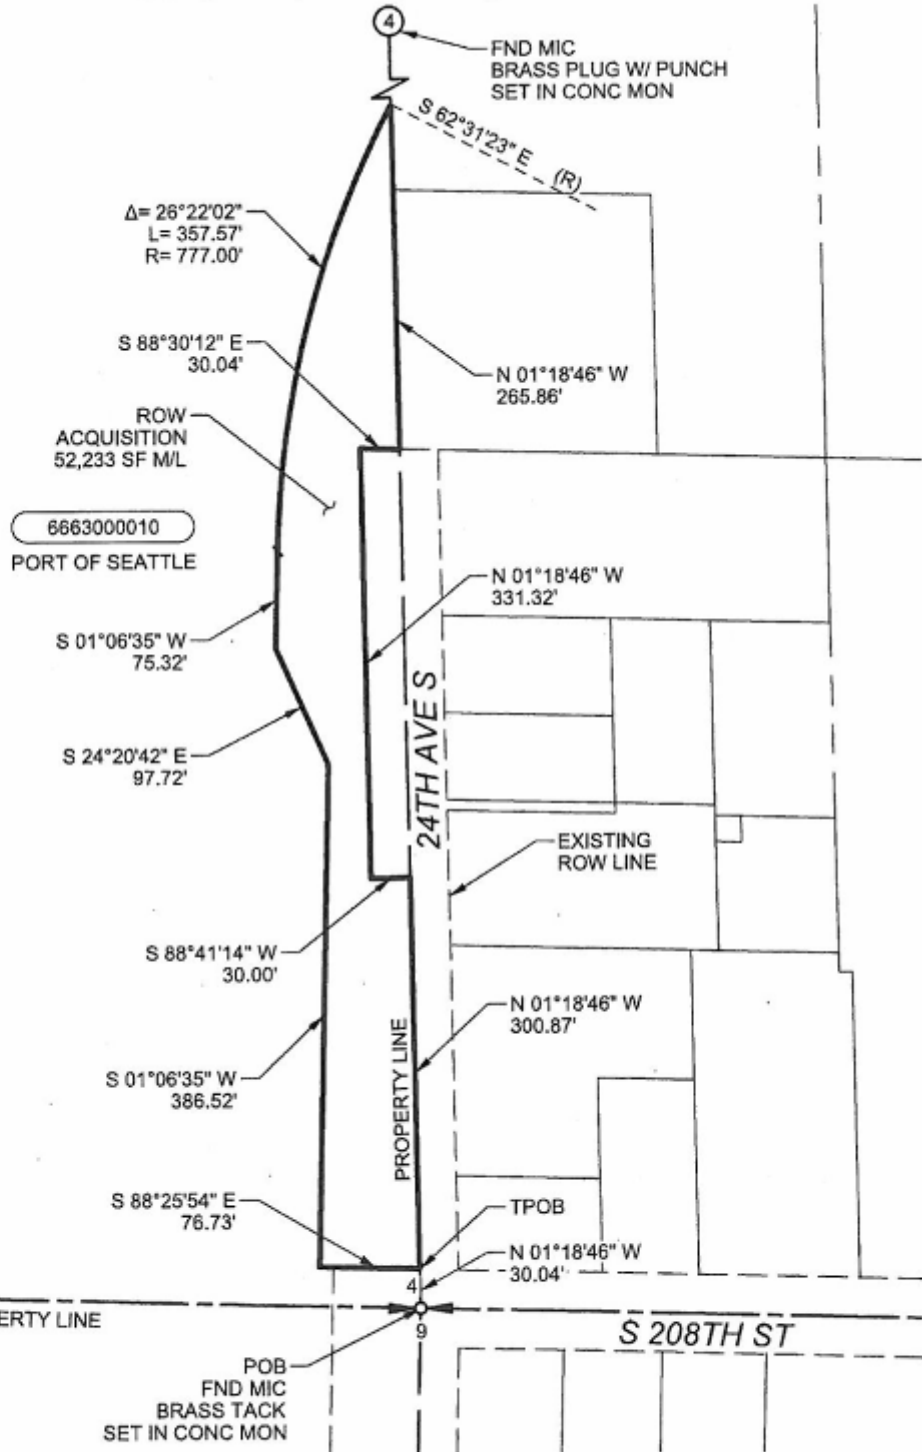 4
FND MIC
BRASS PLUG W/ PUNCH
SET IN CONC MON
S 62°31'23" E
(R)
Δ= 26°22'02"
L= 357.57'
R= 777.00'
S 88°30'12" E
30.04'
N 01°18'46" W
265.86'
ROW
ACQUISITION
52,233 SF M/L
6663000010
PORT OF SEATTLE
N 01°18'46" W
331.32'
S 01°06'35" W
75.32'
24TH AVE S
S 24°20'42" E
97.72'
EXISTING
ROW LINE
S 88°41'14" W
30.00'
N 01°18'46" W
300.87'
PROPERTY LINE
S 01°06'35" W
386.52'
S 88°25'54" E
76.73'
TPOB
N 01°18'46" W
30.04'
4
9
ERTY LINE
S 208TH ST
POB
FND MIC
BRASS TACK
SET IN CONC MON